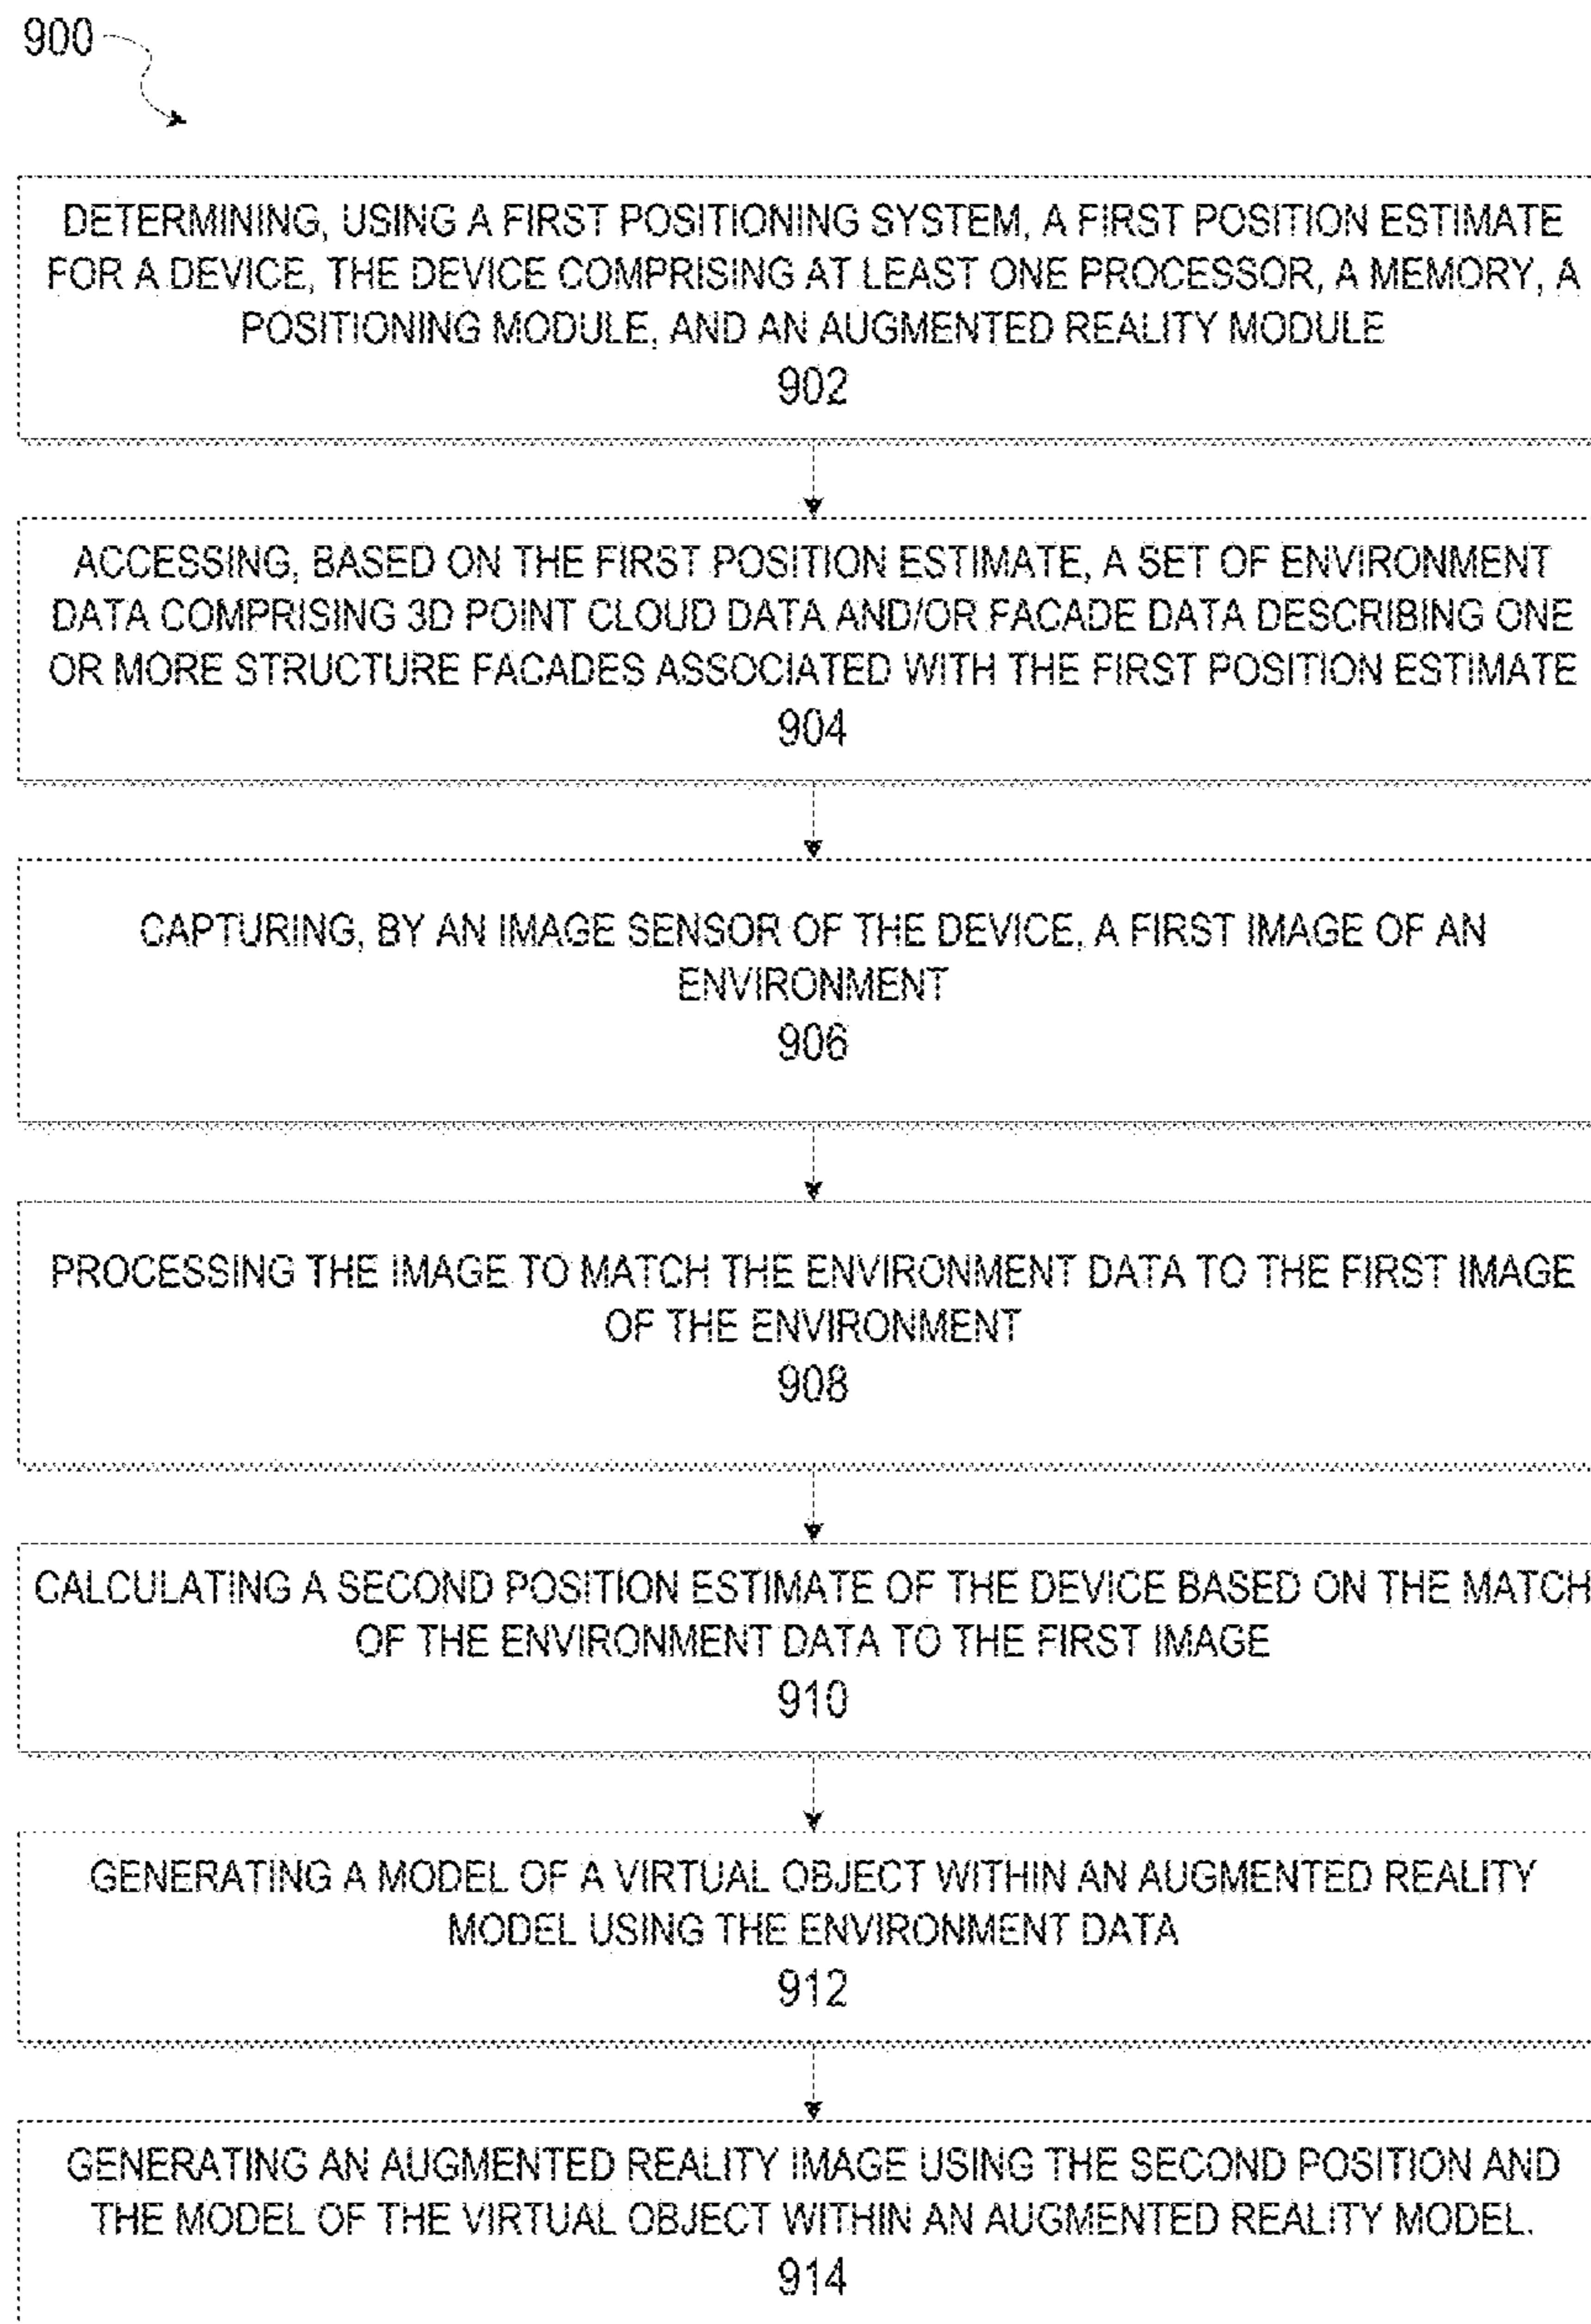 900
DETERMINING, USING A FIRST POSITIONING SYSTEM, A FIRST POSITION ESTIMATE
FOR A DEVICE, THE DEVICE COMPRISING AT LEAST ONE PROCESSOR, A MEMORY, A
POSITIONING MODULE, AND AN AUGMENTED REALITY MODULE
902
ACCESSING, BASED ON THE FIRST POSITION ESTIMATE, A SET OF ENVIRONMENT
DATA COMPRISING 3D POINT CLOUD DATA AND/OR FACADE DATA DESCRIBING ONE
OR MORE STRUCTURE FACADES ASSOCIATED WITH THE FIRST POSITION ESTIMATE
904
CAPTURING, BY AN IMAGE SENSOR OF THE DEVICE, A FIRST IMAGE OF AN
ENVIRONMENT
906
PROCESSING THE IMAGE TO MATCH THE ENVIRONMENT DATA TO THE FIRST IMAGE
OF THE ENVIRONMENT
908
CALCULATING A SECOND POSITION ESTIMATE OF THE DEVICE BASED ON THE MATCH
OF THE ENVIRONMENT DATA TO THE FIRST IMAGE
910
GENERATING A MODEL OF A VIRTUAL OBJECT WITHIN AN AUGMENTED REALITY
MODEL USING THE ENVIRONMENT DATA
912
GENERATING AN AUGMENTED REALITY IMAGE USING THE SECOND POSITION AND
THE MODEL OF THE VIRTUAL OBJECT WITHIN AN AUGMENTED REALITY MODEL.
914